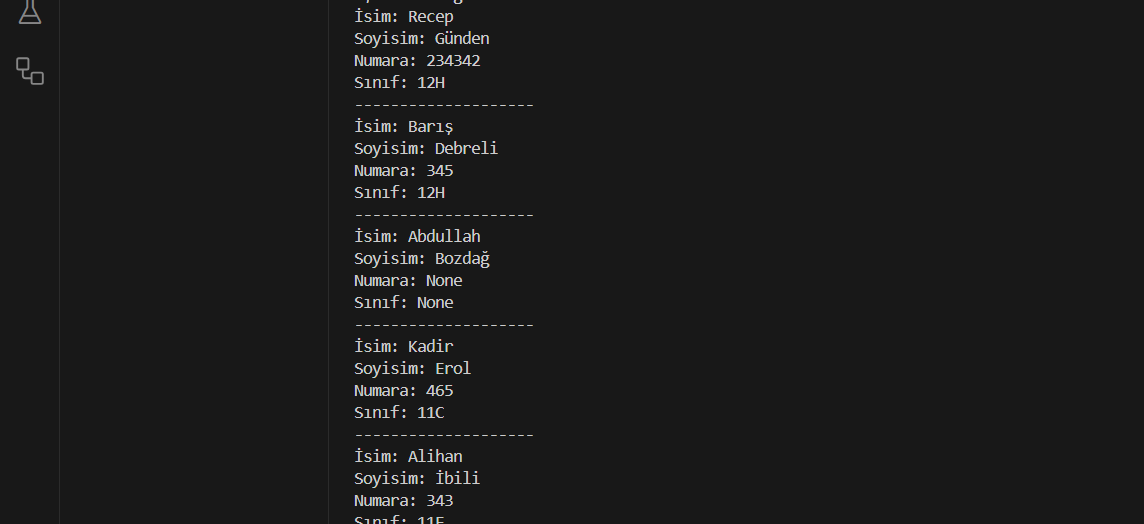 İsim: Recep
Soyisim: Günden
Numara: 234342
Sınıf: 12H
--------------------
İsim: Barış
Soyisim: Debreli
Numara: 345
Sınıf: 12H
--------------------
İsim: Abdullah
Soyisim: Bozdağ
Numara: None
Sınıf: None
--------------------
İsim: Kadir
Soyisim: Erol
Numara: 465
Sınıf: 11C
--------------------
İsim: Alihan
Soyisim: İbili
Numara: 343
Sınıf: